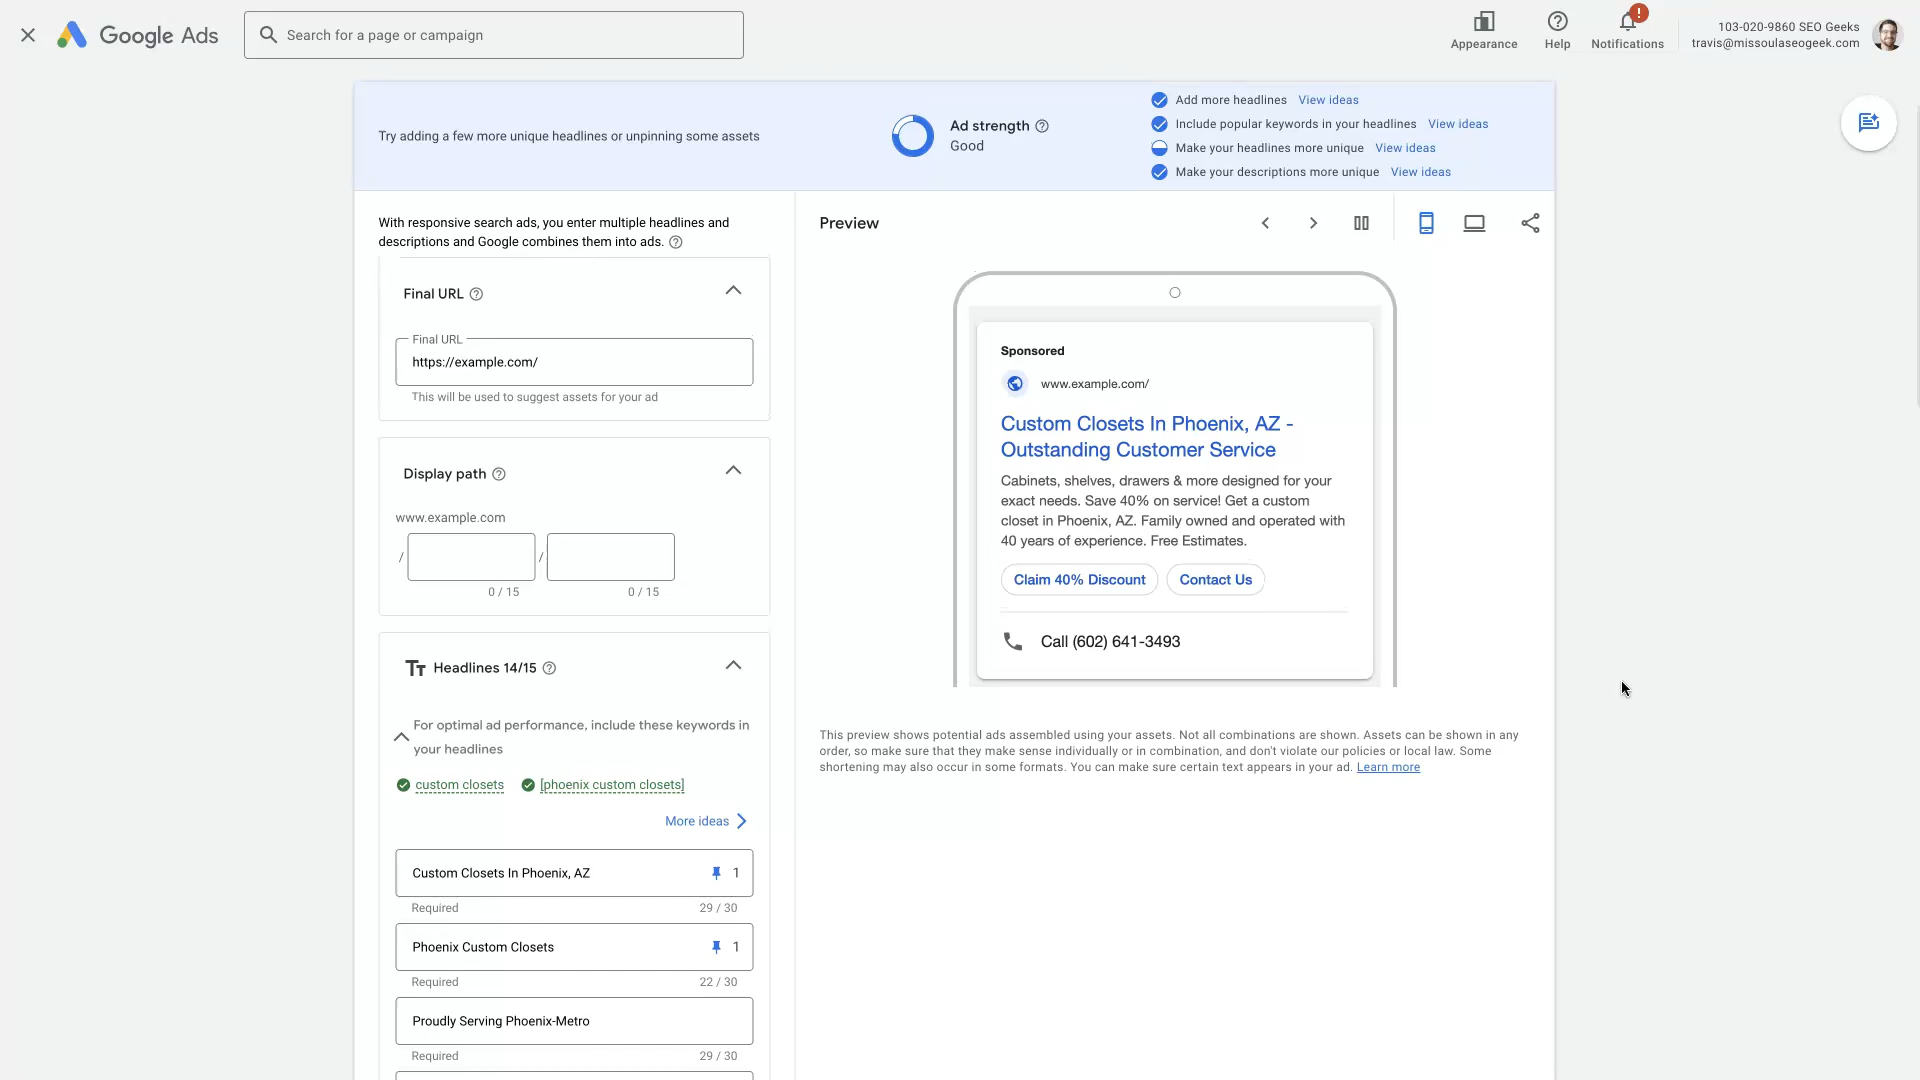 Google Ads
Search for a page or campaign
Appearance
Help
!
Notifications
103-020-9860 SEO Geeks
travis@missoulaseogeek.com
Try adding a few more unique headlines or unpinning some assets
Ad strength
Good
Add more headlines View ideas
Include popular keywords in your headlines View ideas
Make your headlines more unique View ideas
Make your descriptions more unique View ideas
With responsive search ads, you enter multiple headlines and
descriptions and Google combines them into ads.
Final URL
Final URL
https://example.com/
This will be used to suggest assets for your ad
Display path
www.example.com
/ /
0 / 15 0 / 15
Tт Headlines 14/15
For optimal ad performance, include these keywords in
your headlines
custom closets [phoenix custom closets]
More ideas
Custom Closets In Phoenix, AZ 1
Required 29 / 30
Phoenix Custom Closets 1
Required 22 / 30
Proudly Serving Phoenix-Metro
Required 29 / 30
Preview
Sponsored
www.example.com/
Custom Closets In Phoenix, AZ -
Outstanding Customer Service
Cabinets, shelves, drawers & more designed for your
exact needs. Save 40% on service! Get a custom
closet in Phoenix, AZ. Family owned and operated with
40 years of experience. Free Estimates.
Claim 40% Discount Contact Us
Call (602) 641-3493
This preview shows potential ads assembled using your assets. Not all combinations are shown. Assets can be shown in any
order, so make sure that they make sense individually or in combination, and don't violate our policies or local law. Some
shortening may also occur in some formats. You can make sure certain text appears in your ad. Learn more